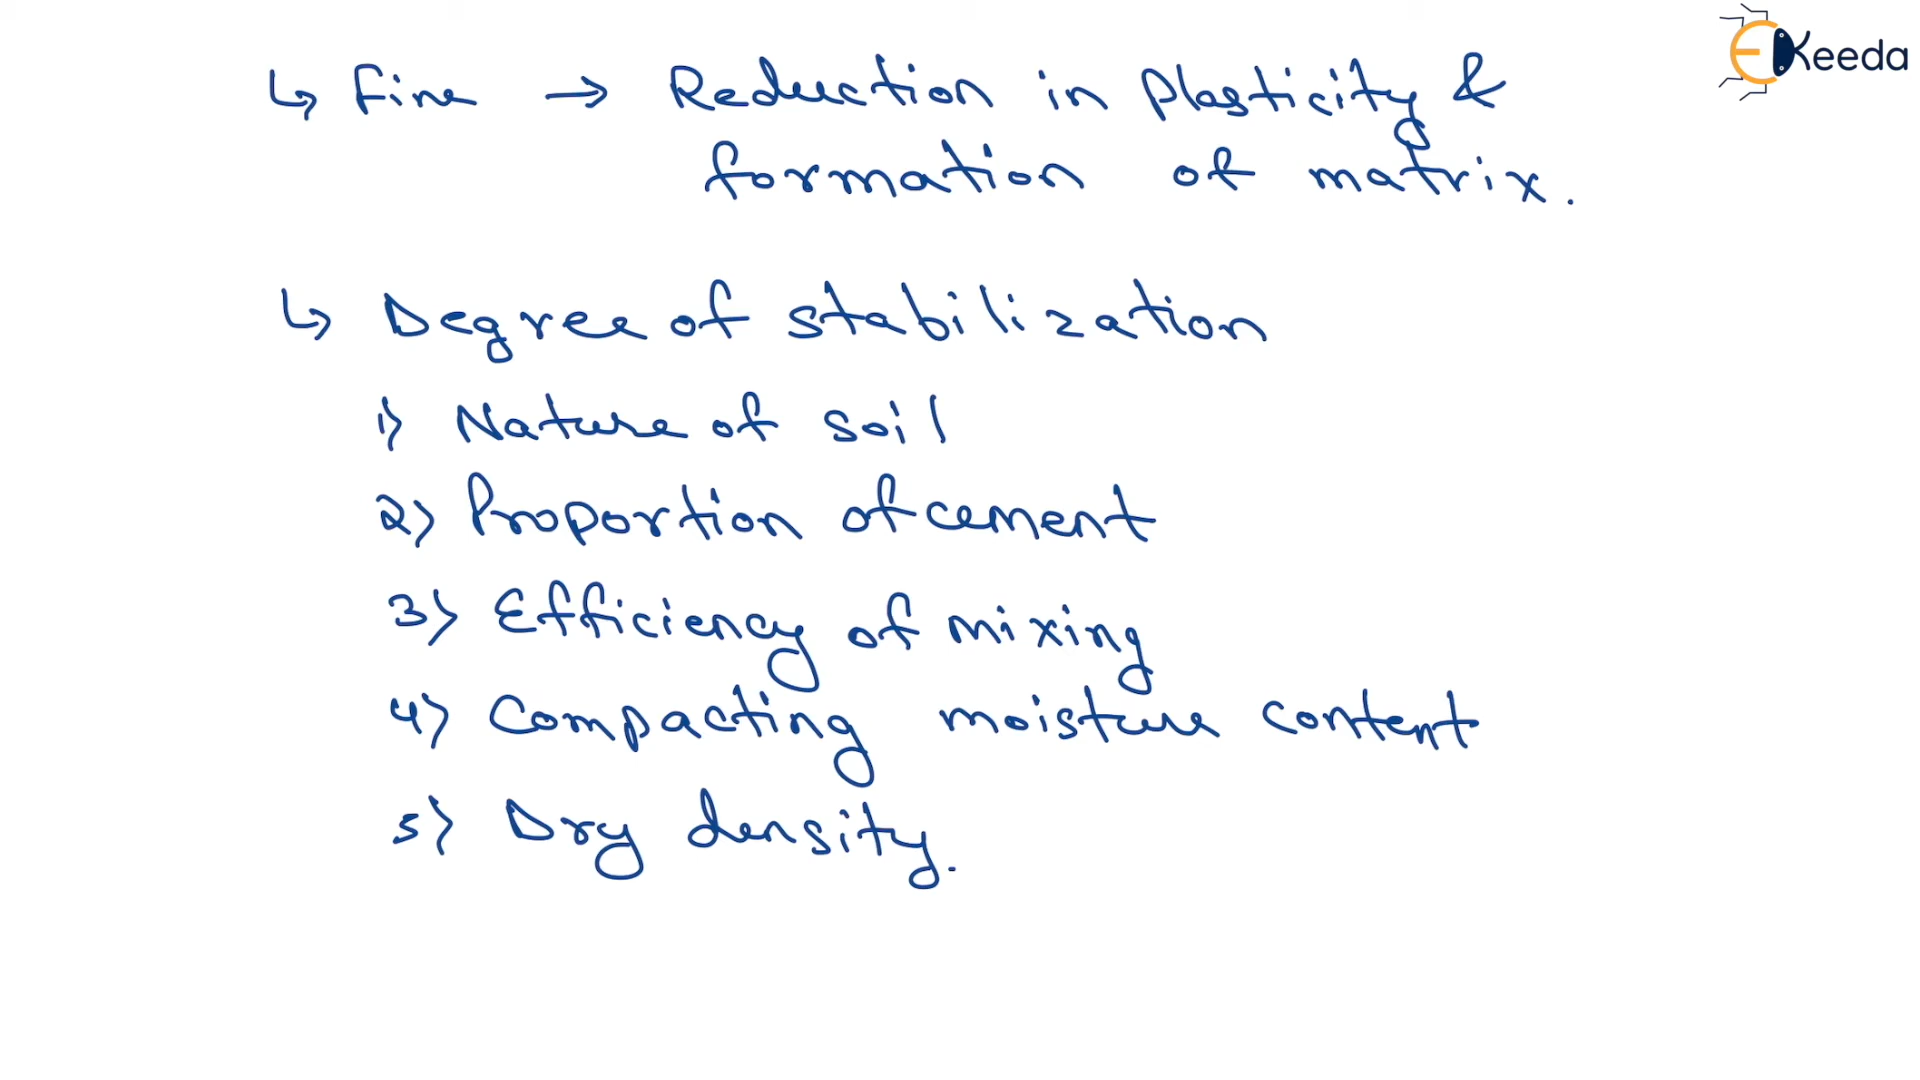 EKeeda
↳ Fine → Reduction in Plasticity &
formation of matrix.
↳ Degree of stabilization
1) Nature of soil
2) Proportion of cement
3) Efficiency of mixing
4) Compacting moisture content
5) Dry density.